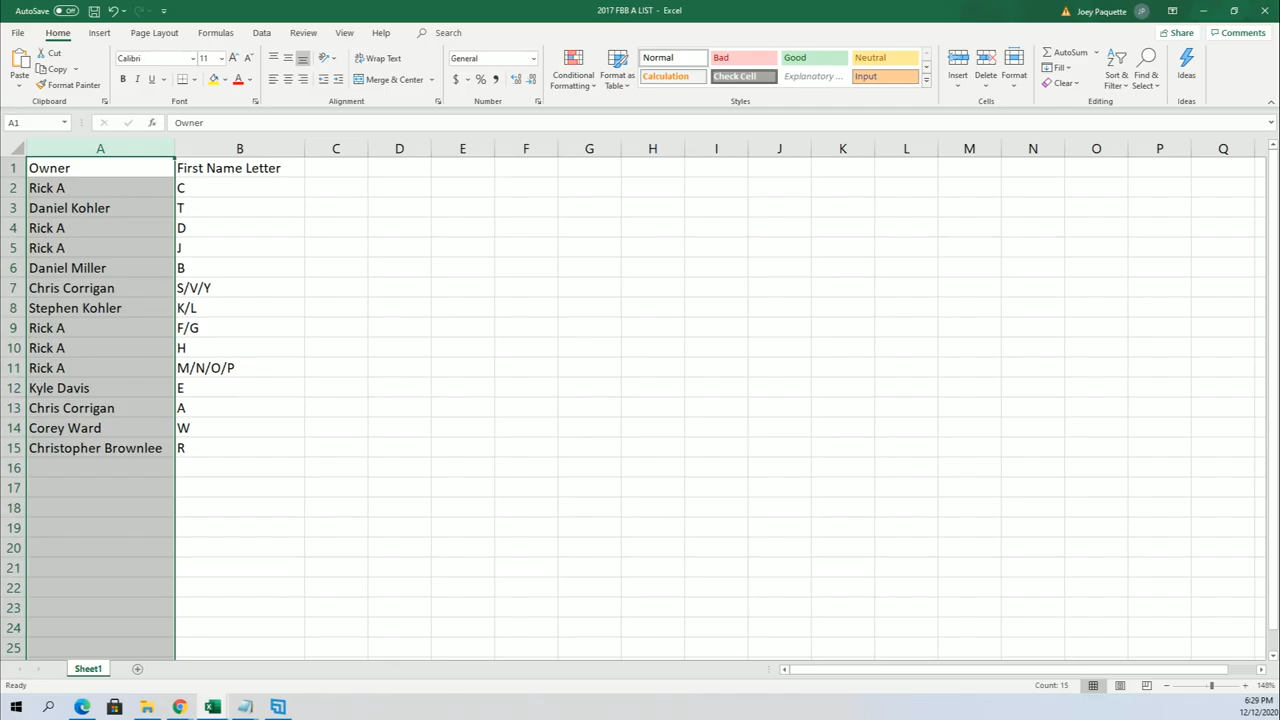 AutoSave Off 2017 FBB A LIST - Excel Joey Paquette JP
File Home Insert Page Layout Formulas Data Review View Help Search Share Comments
Paste Cut Copy Format Painter Clipboard
Calibri 11 A A B I U A Font
ab Wrap Text Merge & Center Alignment
General $ % , Number
Conditional Formatting Format as Table
Normal Bad Good Neutral
Calculation Check Cell Explanatory ... Input
Styles
Insert Delete Format Cells
AutoSum Fill Clear Sort & Filter Find & Select Editing
Ideas Ideas
A1 fx Owner
A B C D E F G H I J K L M N O P Q
1 Owner First Name Letter
2 Rick A C
3 Daniel Kohler T
4 Rick A D
5 Rick A J
6 Daniel Miller B
7 Chris Corrigan S/V/Y
8 Stephen Kohler K/L
9 Rick A F/G
10 Rick A H
11 Rick A M/N/O/P
12 Kyle Davis E
13 Chris Corrigan A
14 Corey Ward W
15 Christopher Brownlee R
16
17
18
19
20
21
22
23
24
25
Sheet1
Ready Count: 15 148%
6:29 PM
12/12/2020